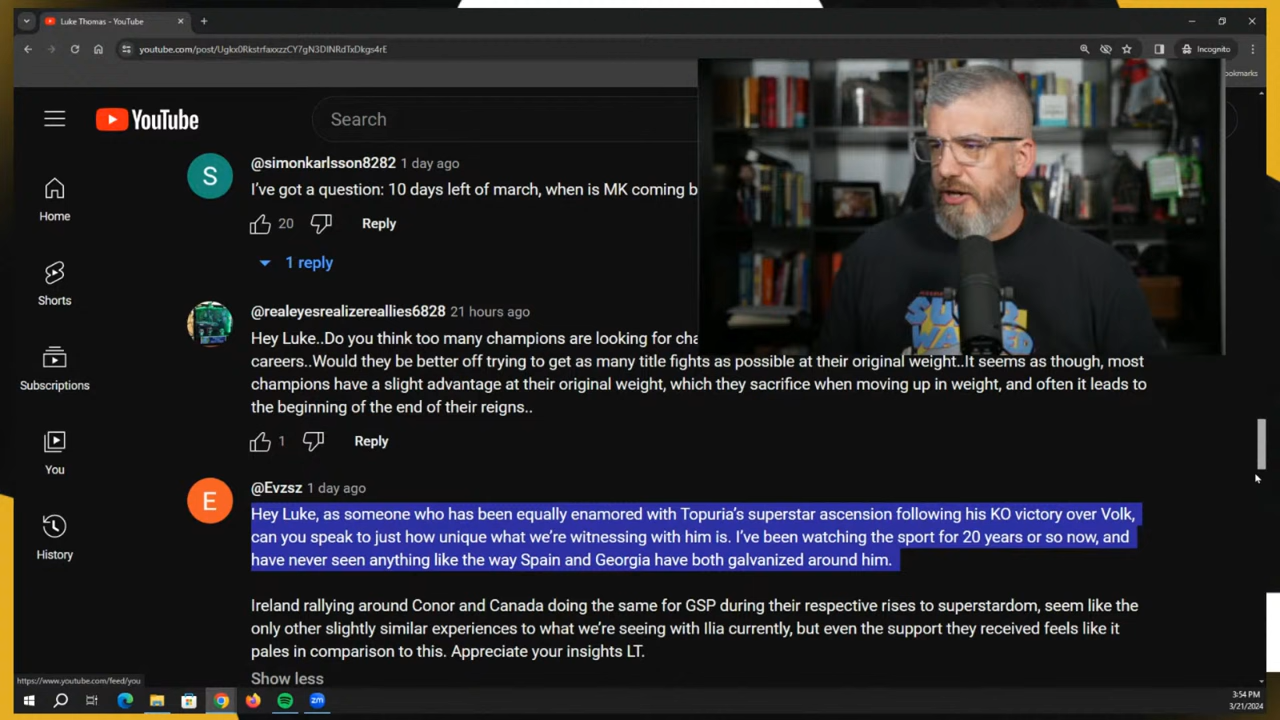 Luke Thomas - YouTube
youtube.com/post/Ugkx0RkstrfaxxzzCY7gN3DINRdTxDkgs4rE
Incognito
ookmarks
YouTube
Search
Home
Shorts
Subscriptions
You
History
S
@simonkarlsson8282 1 day ago
I've got a question: 10 days left of march, when is MK coming b
20
Reply
1 reply
@realeyesrealizereallies6828 21 hours ago
Hey Luke..Do you think too many champions are looking for cha
careers..Would they be better off trying to get as many title fights as possible at their original weight..It seems as though, most
champions have a slight advantage at their original weight, which they sacrifice when moving up in weight, and often it leads to
the beginning of the end of their reigns..
1
Reply
E
@Evzsz 1 day ago
Hey Luke, as someone who has been equally enamored with Topuria's superstar ascension following his KO victory over Volk,
can you speak to just how unique what we're witnessing with him is. I've been watching the sport for 20 years or so now, and
have never seen anything like the way Spain and Georgia have both galvanized around him.
Ireland rallying around Conor and Canada doing the same for GSP during their respective rises to superstardom, seem like the
only other slightly similar experiences to what we're seeing with Ilia currently, but even the support they received feels like it
pales in comparison to this. Appreciate your insights LT.
Show less
https://www.youtube.com/feed/you
zm
3:54 PM
3/21/2024